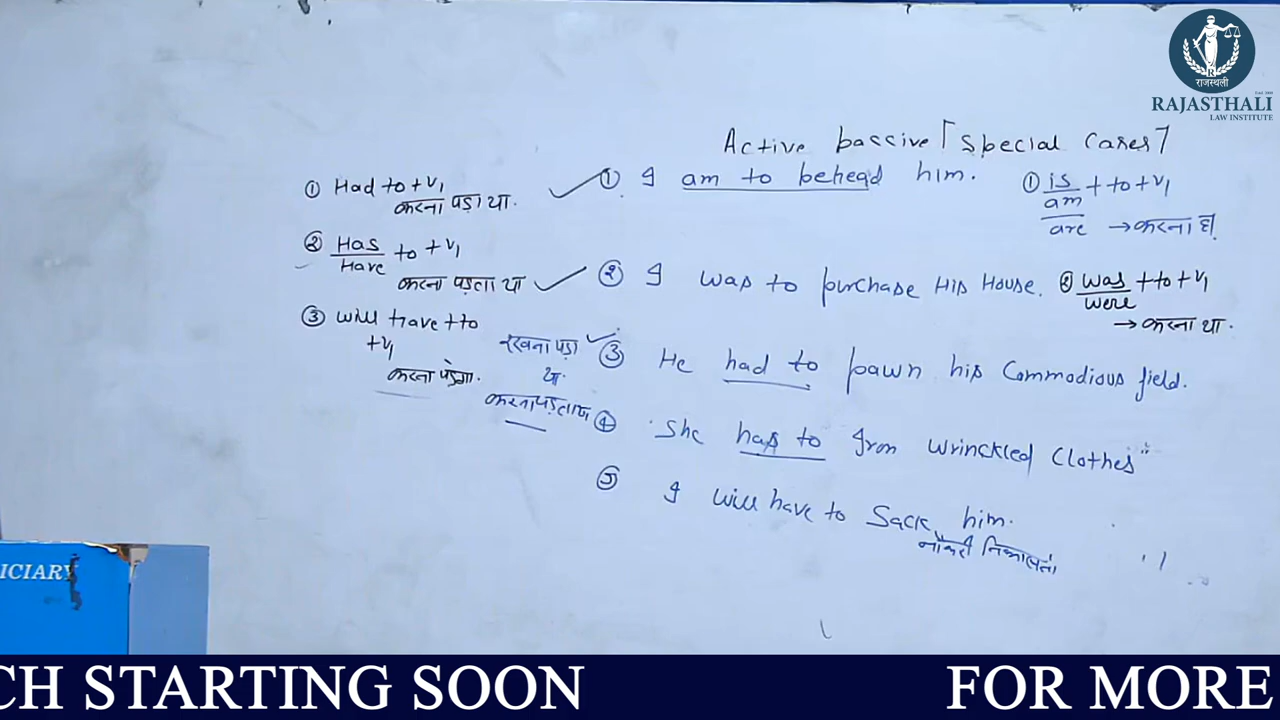 राजस्थली
RAJASTHALI
LAW INSTITUTE
Active paccive [Special Cases]
① I am to behead him.
① is/am/are + to + V1
→ करना है
② I was to purchase His House.
② was/were + to + V1
→ करना था.
③ He had to pawn his Commodious field.
रखना पड़ा था.
④ She has to Iron wrinckled clothes"
करना पड़ता
⑤ I will have to Sack him.
नौकरी निकालना
① Had to + V1
करना पड़ा था.
② Has/Have to + V1
करना पड़ता था
③ will have + to
+ V1
करना पड़ेगा.
ICIARY
CH STARTING SOON
FOR MORE